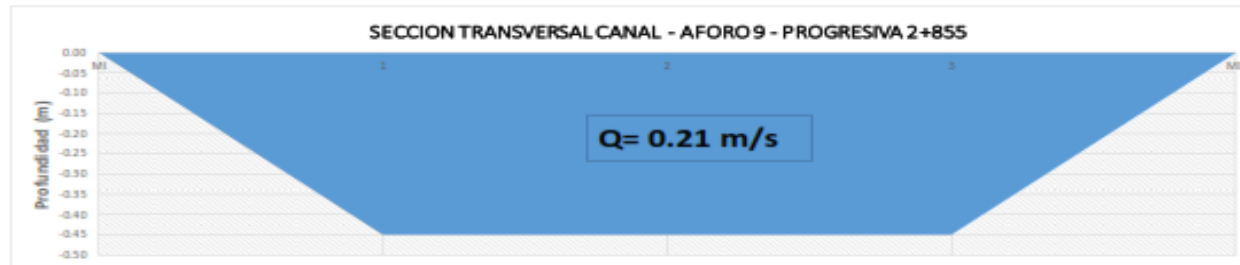 SECCION TRANSVERSAL CANAL - AFORO 9 - PROGRESIVA 2+855
Profundidad (m)
0.00
-0.05
-0.10
-0.15
-0.20
-0.25
-0.30
-0.35
-0.40
-0.45
-0.50
MI 1 2 3
Q= 0.21 m/s